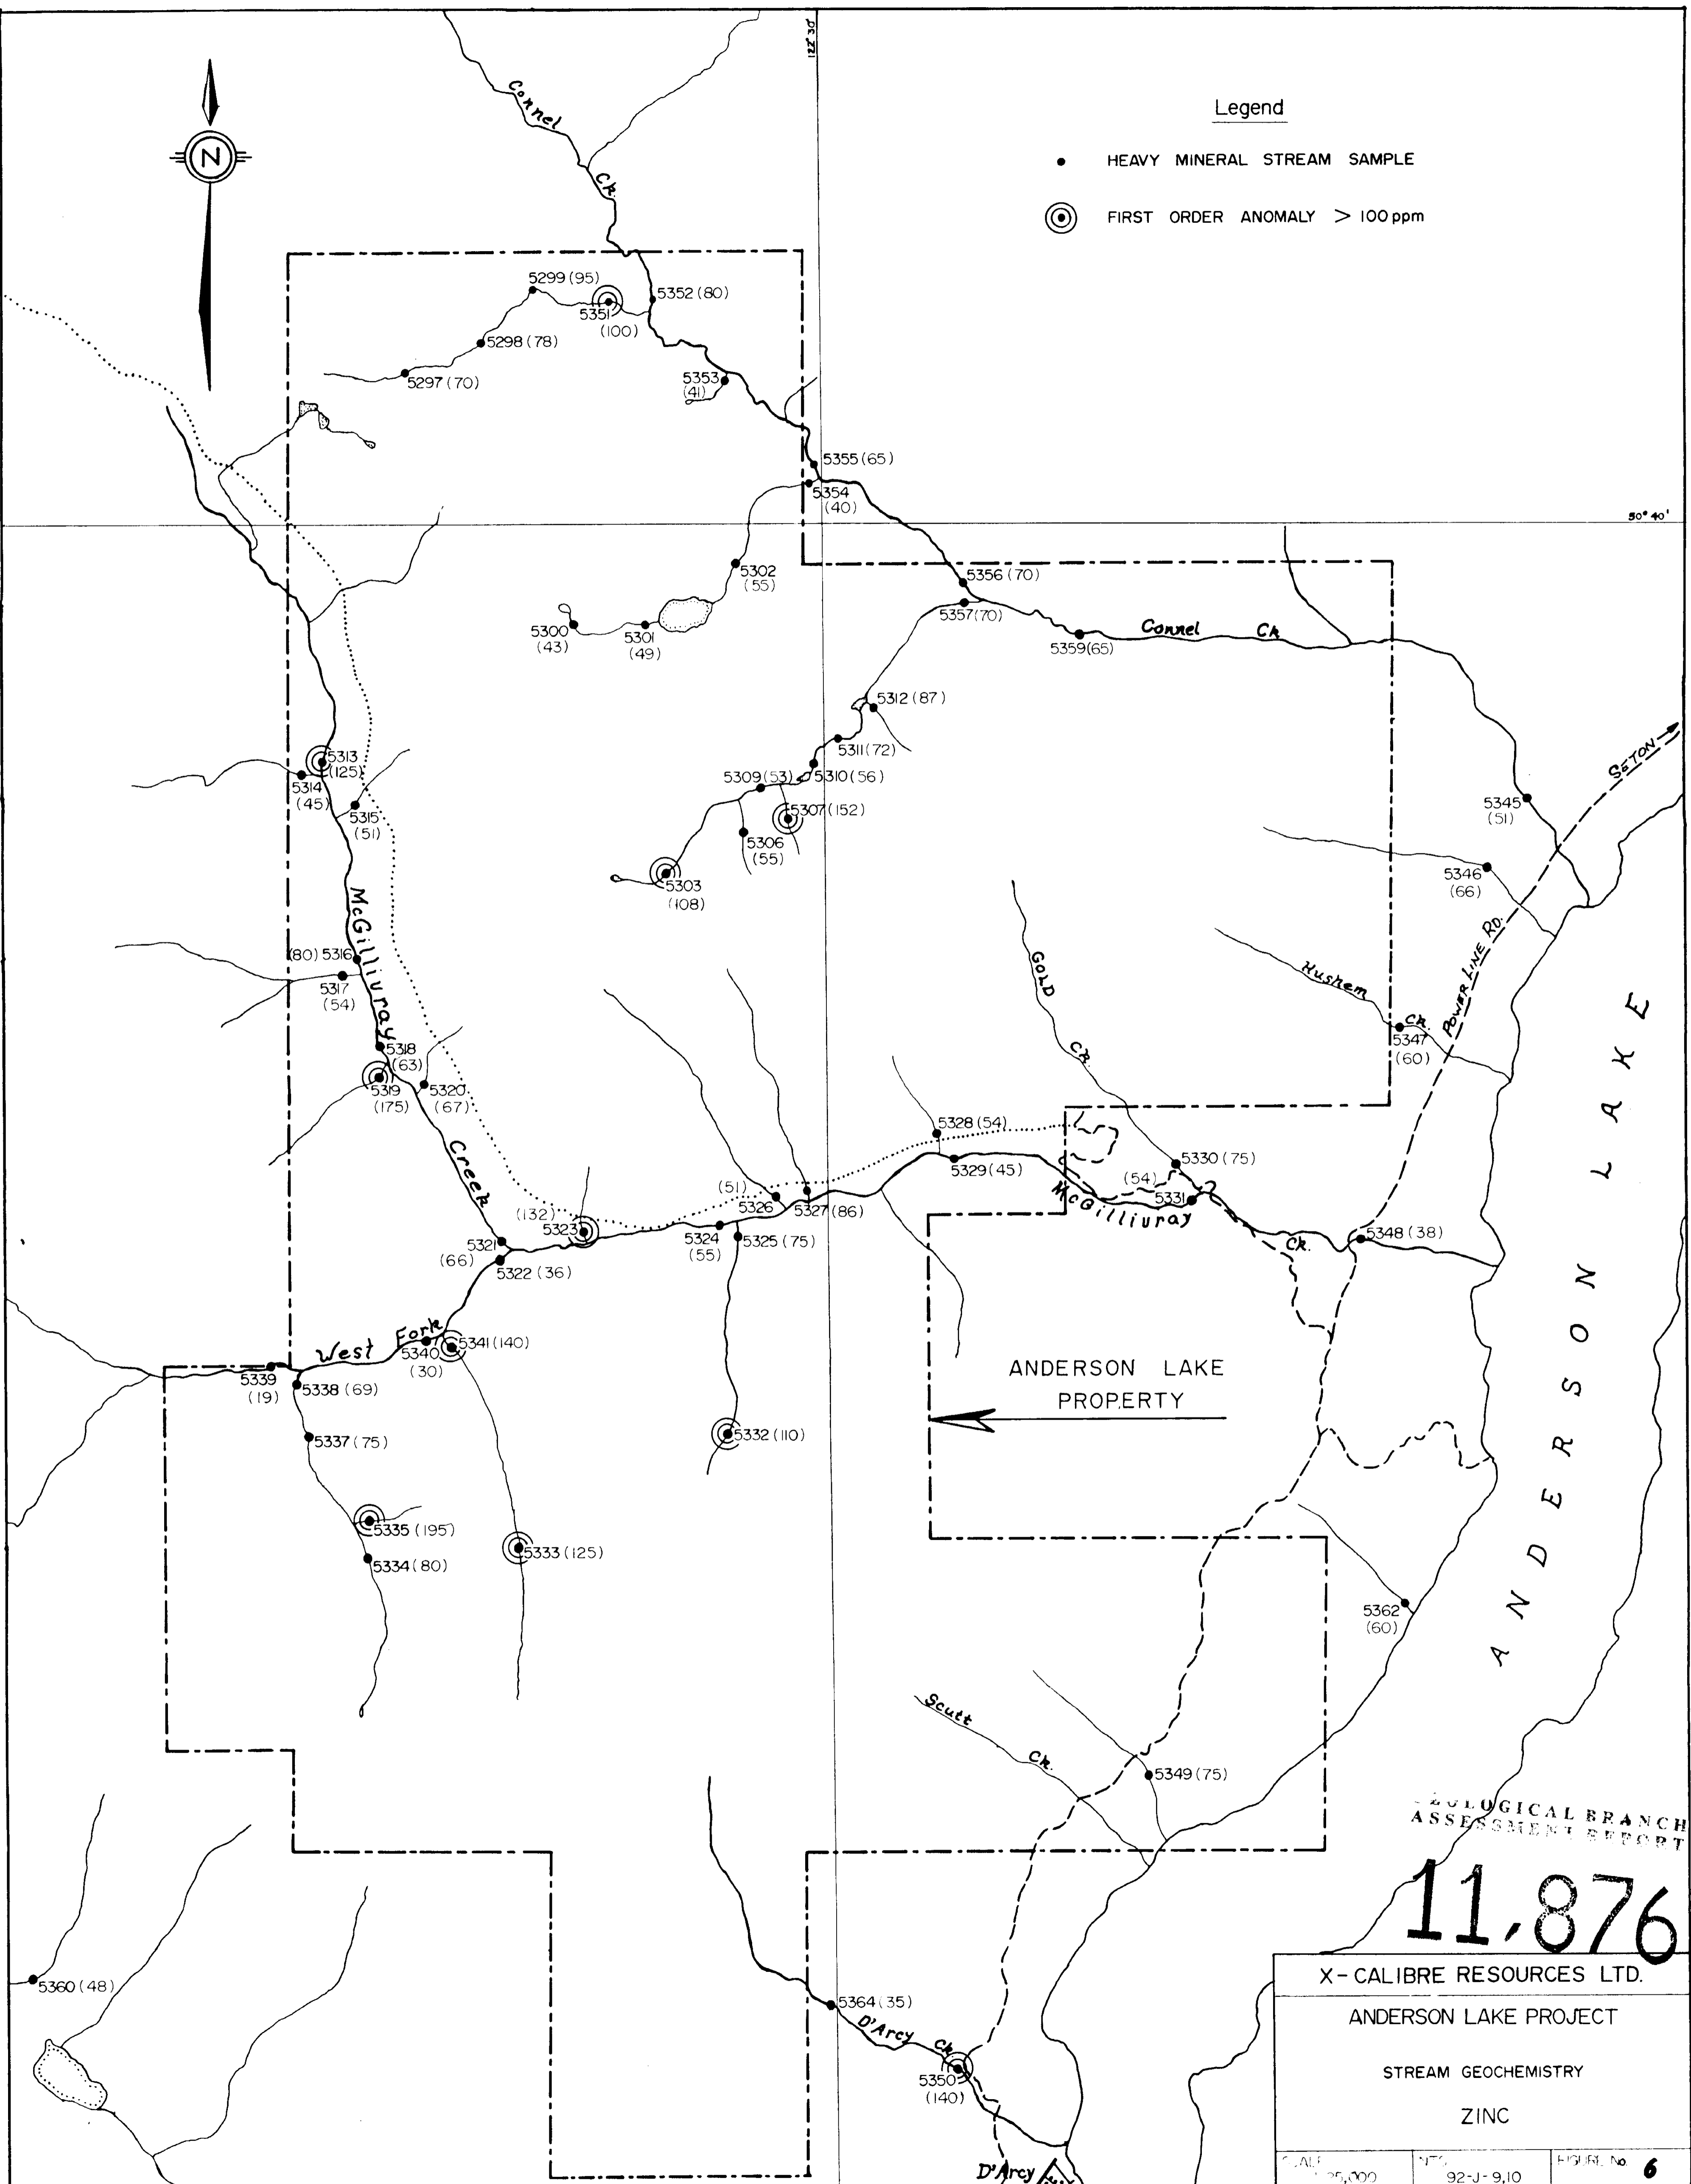 122° 30'
Legend
HEAVY MINERAL STREAM SAMPLE
FIRST ORDER ANOMALY > 100 ppm
N
Connel
Ck.
5299 (95)
5351
(100)
5352 (80)
5298 (78)
5297 (70)
5353
(41)
5355 (65)
5354
(40)
50° 40'
5302
(55)
5300
(43)
5301
(49)
5356 (70)
5357 (70)
5359 (65)
Connel Ck
5312 (87)
5311 (72)
5310 (56)
5309 (53)
5307 (152)
5306
(55)
5303
(108)
5313
(125)
5314
(45)
5315
(51)
McGillivray
(80) 5316
5317
(54)
5318
(63)
5319
(175)
5320
(67)
Creek
SETON
5345
(51)
5346
(66)
POWER LINE RD.
GOLD
Ck.
Hushem
Ck.
5347
(60)
ANDERSON LAKE
5328 (54)
5329 (45)
5330 (75)
(54)
5331
McGillivray
Ck.
5348 (38)
(51)
5326
5327 (86)
(132)
5323
5324
(55)
5325 (75)
5321
(66)
5322 (36)
West Fork
5341 (140)
5340
(30)
5339
(19)
5338 (69)
5337 (75)
5332 (110)
5335 (195)
5334 (80)
5333 (125)
ANDERSON LAKE
PROPERTY
5362
(60)
Scutt
Ck.
5349 (75)
5360 (48)
5364 (35)
D'Arcy Ck.
5350
(140)
D'Arcy
GEOLOGICAL BRANCH
ASSESSMENT REPORT
11,876
X-CALIBRE RESOURCES LTD.
ANDERSON LAKE PROJECT
STREAM GEOCHEMISTRY
ZINC
SCALE
25,000
NTS
92-J-9,10
FIGURE No.
6